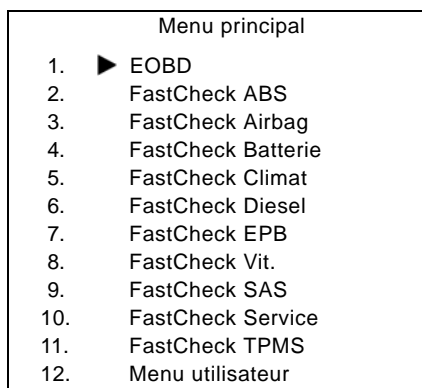 Menu principal
1. ▶ EOBD
2. FastCheck ABS
3. FastCheck Airbag
4. FastCheck Batterie
5. FastCheck Climat
6. FastCheck Diesel
7. FastCheck EPB
8. FastCheck Vit.
9. FastCheck SAS
10. FastCheck Service
11. FastCheck TPMS
12. Menu utilisateur